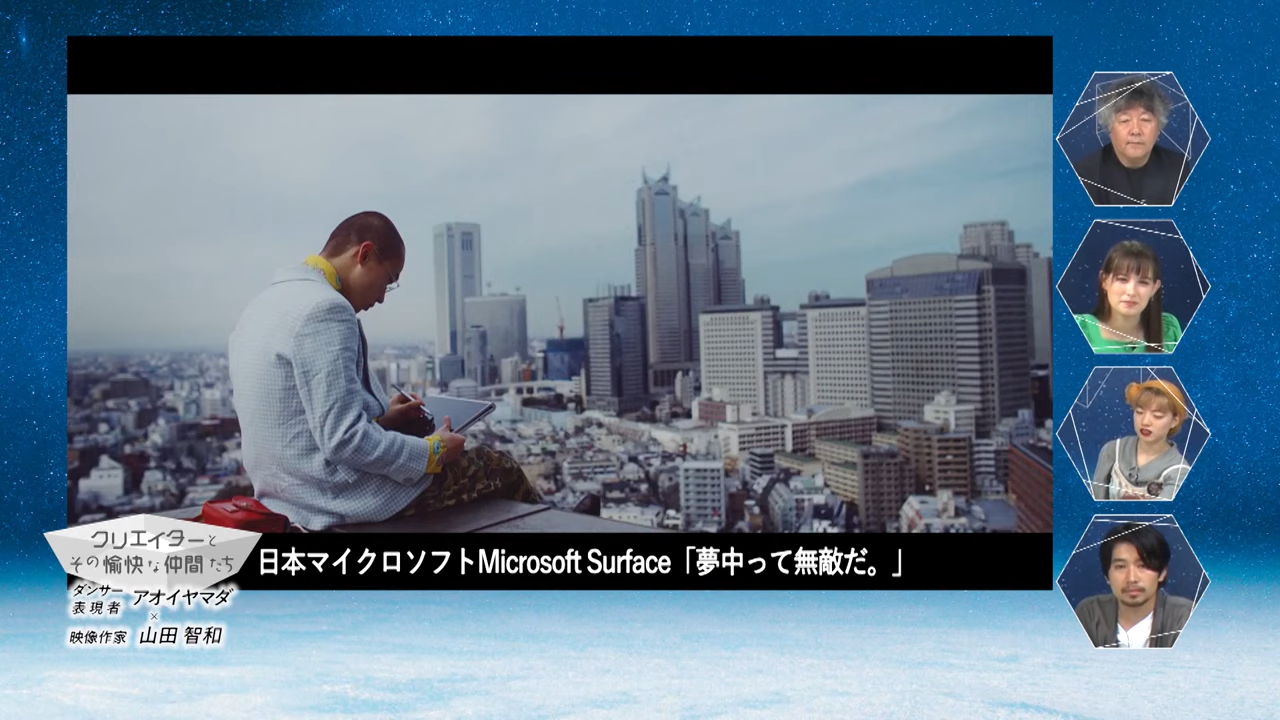 日本マイクロソフトMicrosoft Surface「夢中って無敵だ。」
クリエイターと
その愉快な仲間たち
ダンサー
表現者 アオイヤマダ
×
映像作家 山田 智和